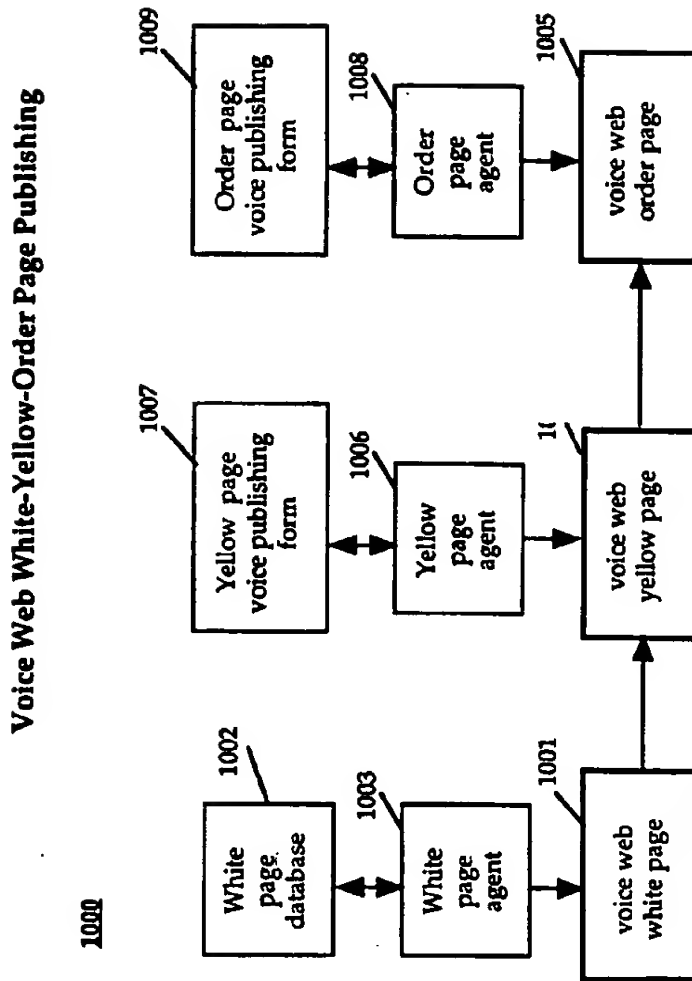 Voice Web White-Yellow-Order Page Publishing
1000
1002
White
page.
database
1003
White
page
agent
1001
voice web
white page
1007
Yellow page
voice publishing
form
1006
Yellow
page
agent
voice web
yellow page
1009
Order page
voice publishing
form
1008
Order
page
agent
1005
voice web
order page